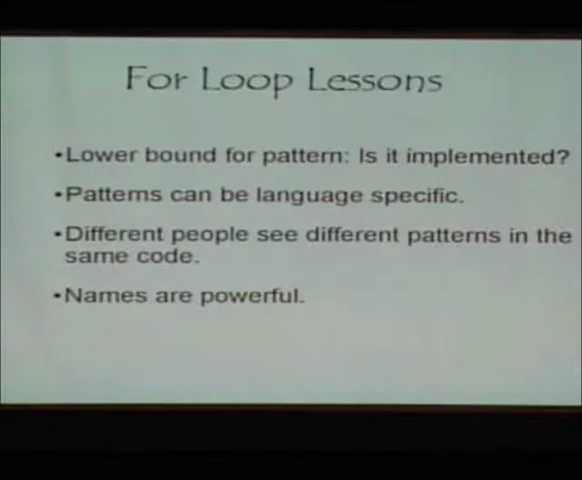 For Loop Lessons
•Lower bound for pattern: Is it implemented?
•Patterns can be language specific.
•Different people see different patterns in the
same code.
•Names are powerful.